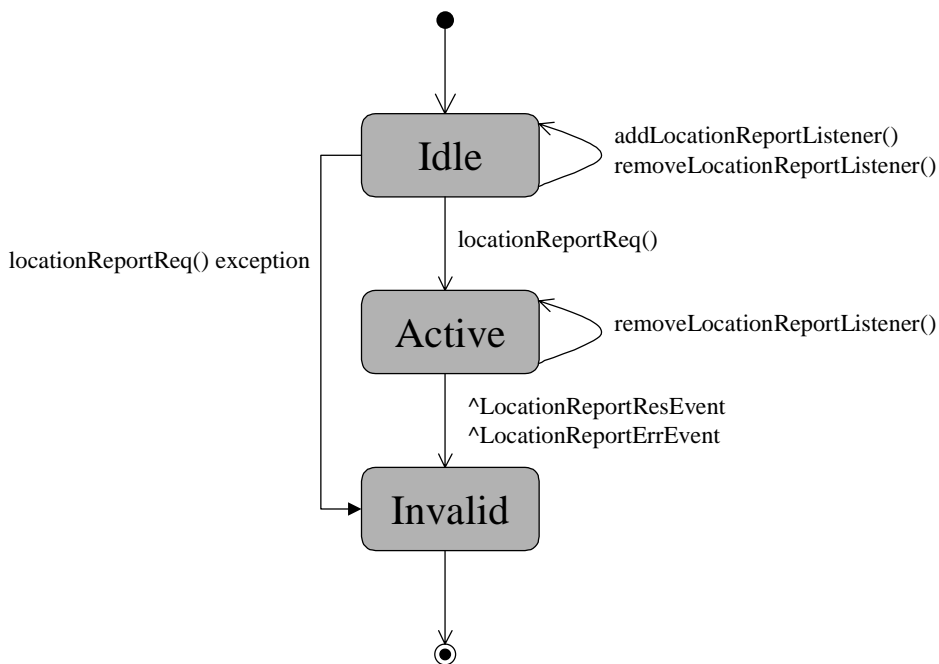 Idle
addLocationReportListener()
removeLocationReportListener()
locationReportReq()
locationReportReq() exception
Active
removeLocationReportListener()
^LocationReportResEvent
^LocationReportErrEvent
Invalid